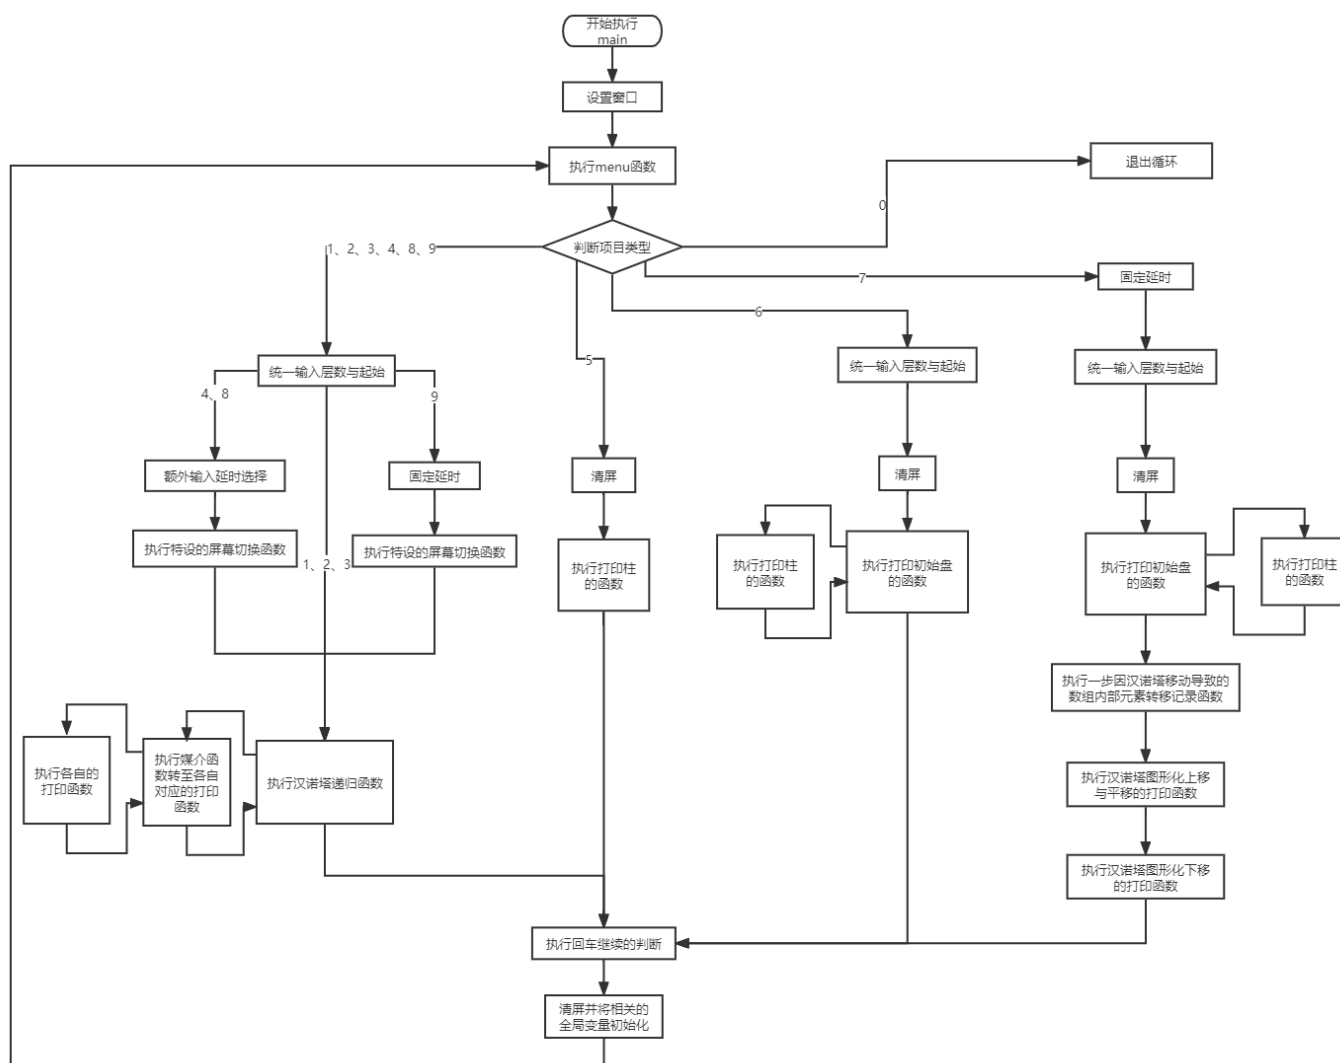 开始执行
main
设置窗口
执行menu函数
退出循环
0
判断项目类型
1、2、3、4、8、9
7
固定延时
6
5
统一输入层数与起始
统一输入层数与起始
统一输入层数与起始
4、8
9
额外输入延时选择
固定延时
清屏
清屏
清屏
执行特设的屏幕切换函数
执行特设的屏幕切换函数
1、2、3
执行打印柱
的函数
执行打印柱
的函数
执行打印初始盘
的函数
执行打印初始盘
的函数
执行打印柱
的函数
执行一步因汉诺塔移动导致的
数组内部元素转移记录函数
执行各自的
打印函数
执行媒介函
数转至各自
对应的打印
函数
执行汉诺塔递归函数
执行汉诺塔图形化上移
与平移的打印函数
执行汉诺塔图形化下移
的打印函数
执行回车继续的判断
清屏并将相关的
全局变量初始化